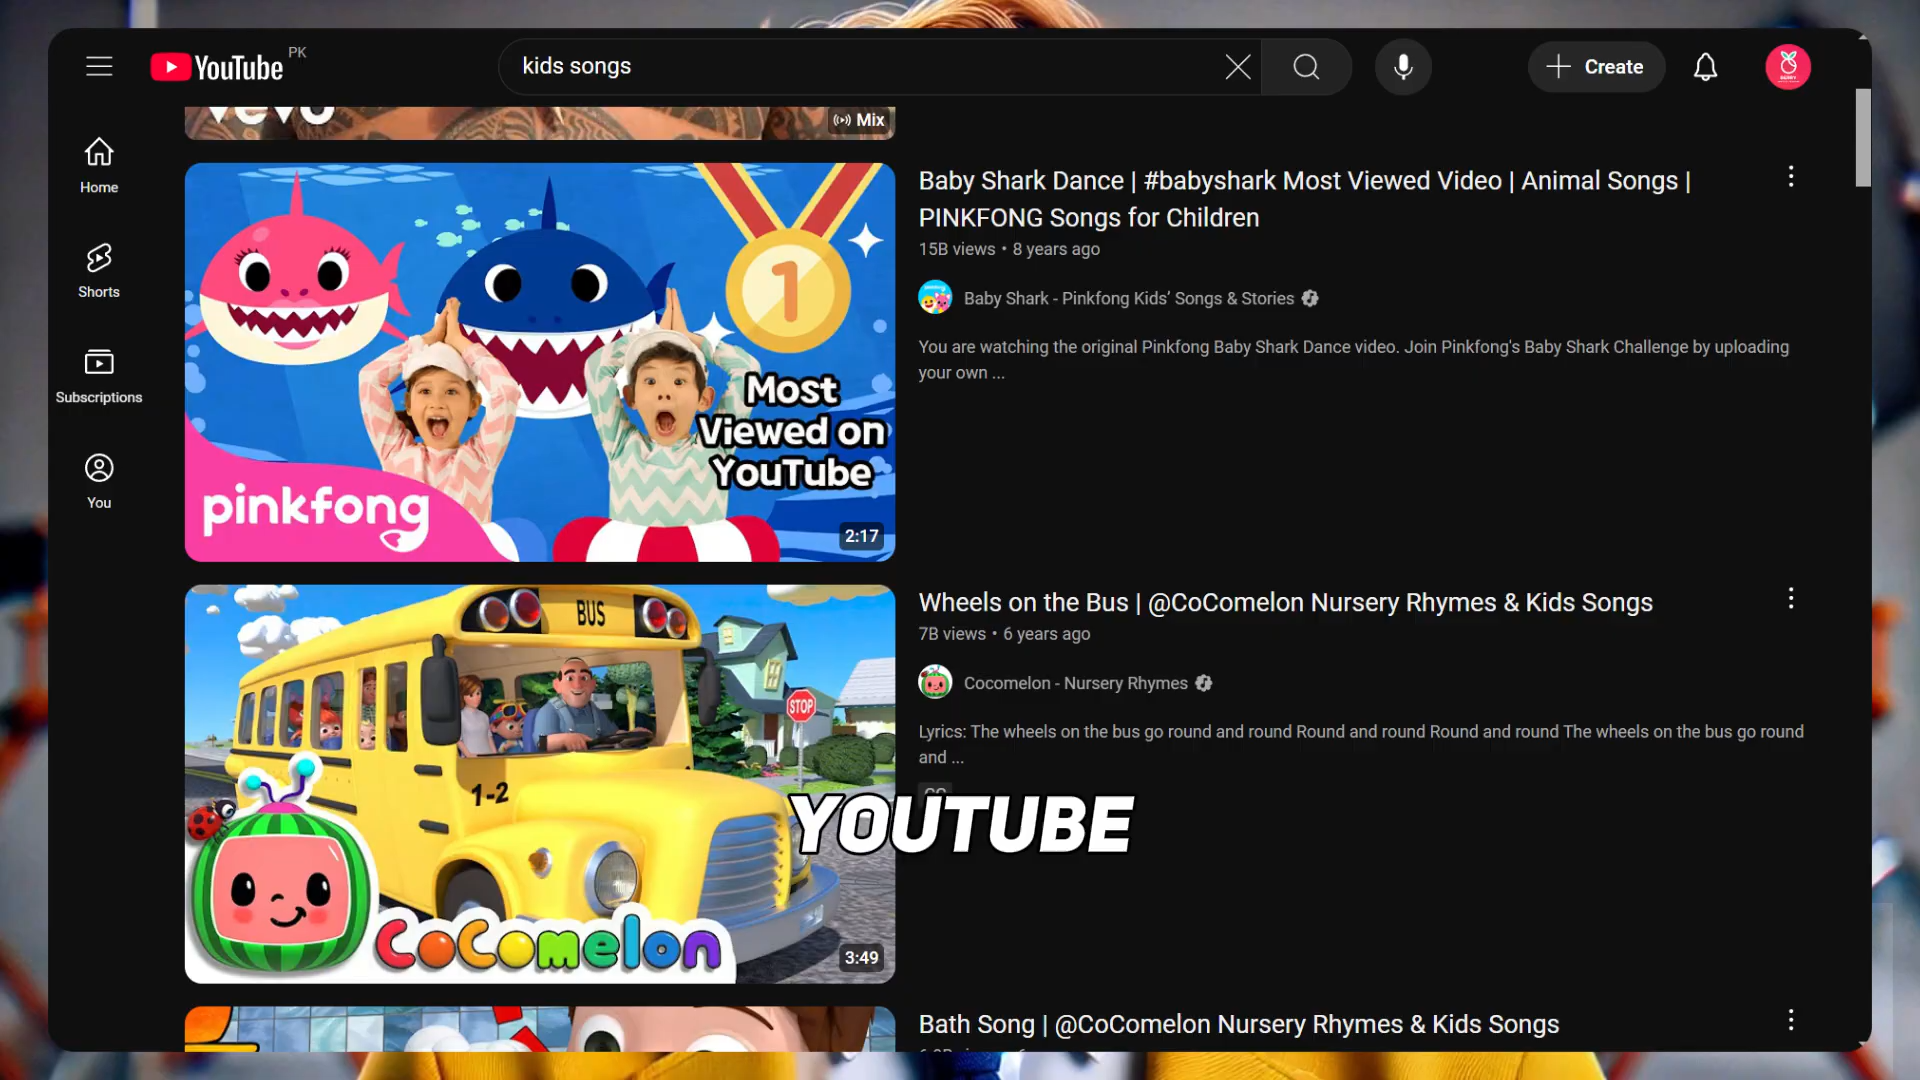 YouTube PK
kids songs
Create
vevo
Mix
Home
Shorts
Subscriptions
You
Most
Viewed on
YouTube
pinkfong
2:17
Baby Shark Dance | #babyshark Most Viewed Video | Animal Songs |
PINKFONG Songs for Children
15B views • 8 years ago
Baby Shark - Pinkfong Kids' Songs & Stories
You are watching the original Pinkfong Baby Shark Dance video. Join Pinkfong's Baby Shark Challenge by uploading
your own ...
BUS
STOP
1-2
CoComelon
3:49
Wheels on the Bus | @CoComelon Nursery Rhymes & Kids Songs
7B views • 6 years ago
Cocomelon - Nursery Rhymes
Lyrics: The wheels on the bus go round and round Round and round Round and round The wheels on the bus go round
and ...
YOUTUBE
Bath Song | @CoComelon Nursery Rhymes & Kids Songs